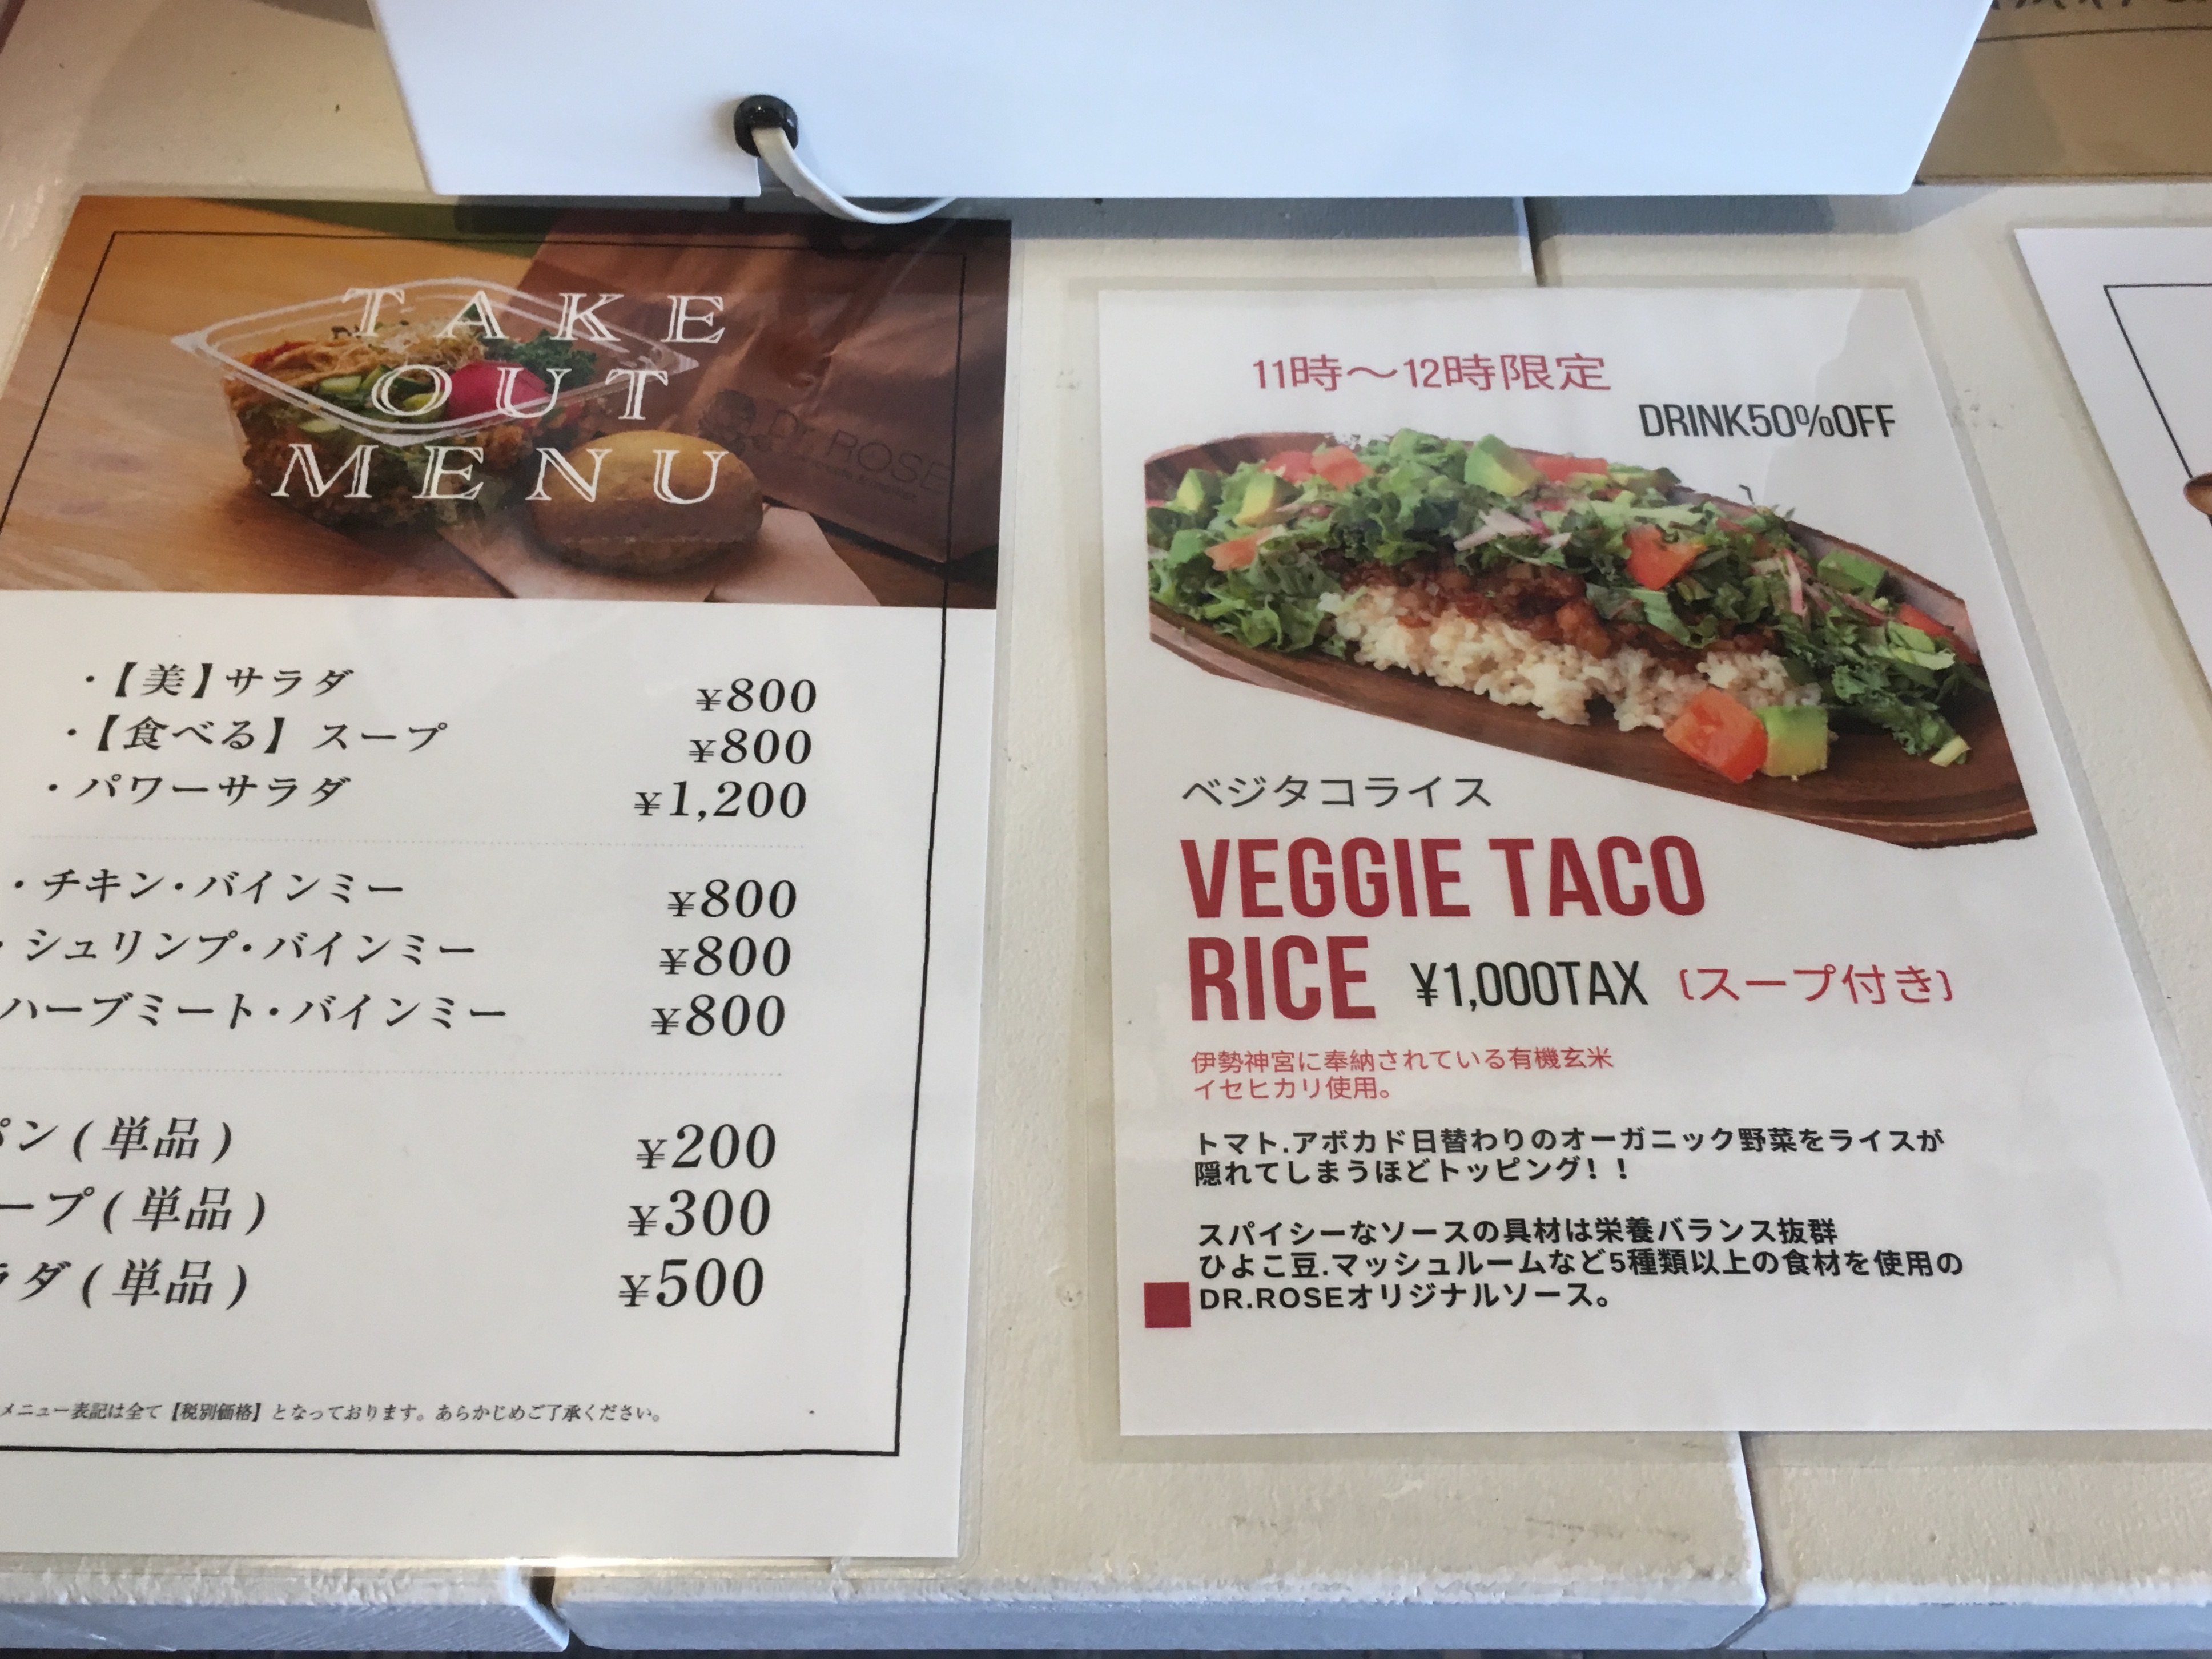 TAKE
OUT
MENU
Dr. ROSE
・【美】サラダ ¥800
・【食べる】スープ ¥800
・パワーサラダ ¥1,200
・チキン・バインミー ¥800
・シュリンプ・バインミー ¥800
ハーブミート・バインミー ¥800
パン(単品) ¥200
ープ(単品) ¥300
ラダ(単品) ¥500
メニュー表記は全て【税別価格】となっております。あらかじめご了承ください。
11時〜12時限定
DRINK50%OFF
ベジタコライス
VEGGIE TACO
RICE ¥1,000TAX (スープ付き)
伊勢神宮に奉納されている有機玄米
イセヒカリ使用。
トマト.アボカド日替わりのオーガニック野菜をライスが
隠れてしまうほどトッピング！！
スパイシーなソースの具材は栄養バランス抜群
ひよこ豆.マッシュルームなど5種類以上の食材を使用の
DR.ROSEオリジナルソース。